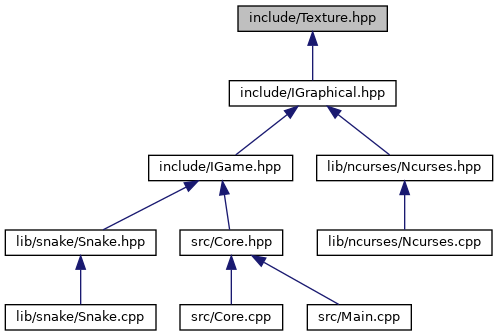 include/Texture.hpp
include/IGraphical.hpp
include/IGame.hpp
lib/ncurses/Ncurses.hpp
lib/snake/Snake.hpp
src/Core.hpp
lib/ncurses/Ncurses.cpp
lib/snake/Snake.cpp
src/Core.cpp
src/Main.cpp